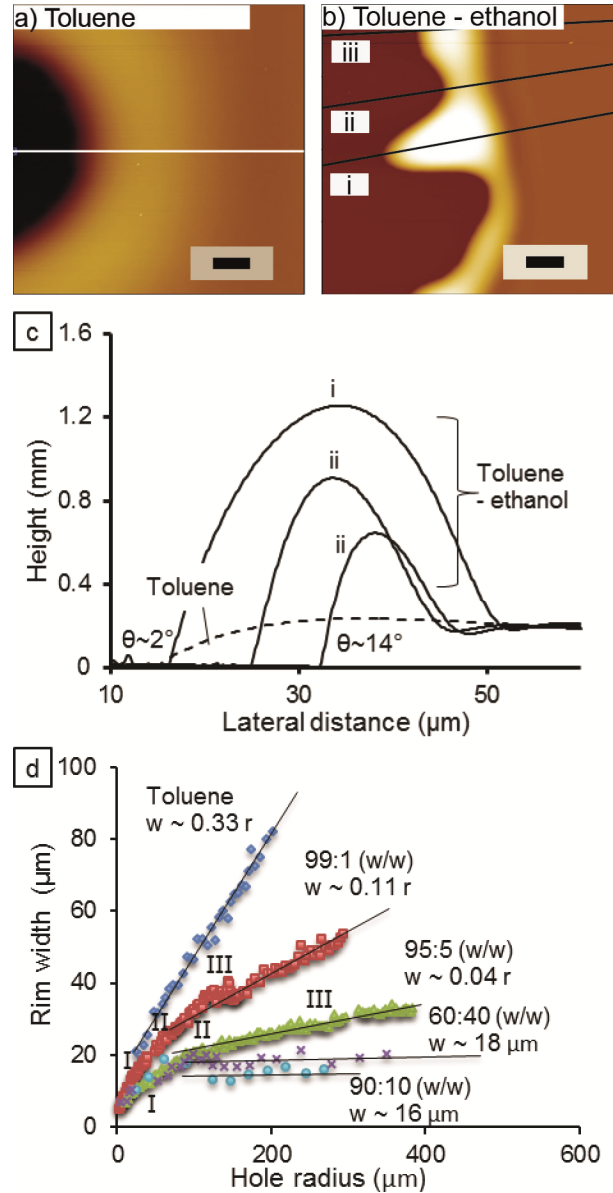 a) Toluene
b) Toluene - ethanol
iii
ii
i
c
1.6
1.2
0.8
0.4
0
Height (mm)
i
ii
ii
Toluene
- ethanol
Toluene
θ~2°
θ~14°
10
30
50
Lateral distance (µm)
d
100
80
60
40
20
0
Rim width (µm)
Toluene
w ~ 0.33 r
99:1 (w/w)
w ~ 0.11 r
95:5 (w/w)
w ~ 0.04 r
60:40 (w/w)
w ~ 18 µm
90:10 (w/w)
w ~ 16 µm
III
II
I
III
II
I
0
200
400
600
Hole radius (µm)